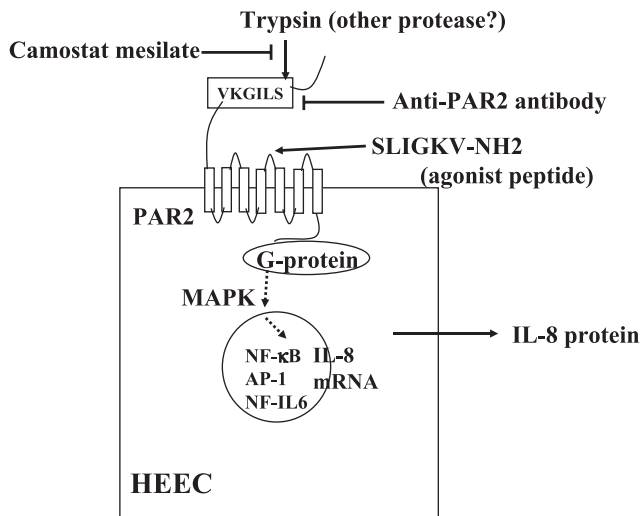 Trypsin (other protease?)
Camostat mesilate
VKGILS
Anti-PAR2 antibody
SLIGKV-NH2
(agonist peptide)
PAR2
G-protein
MAPK
NF-κB IL-8
AP-1 mRNA
NF-IL6
IL-8 protein
HEEC